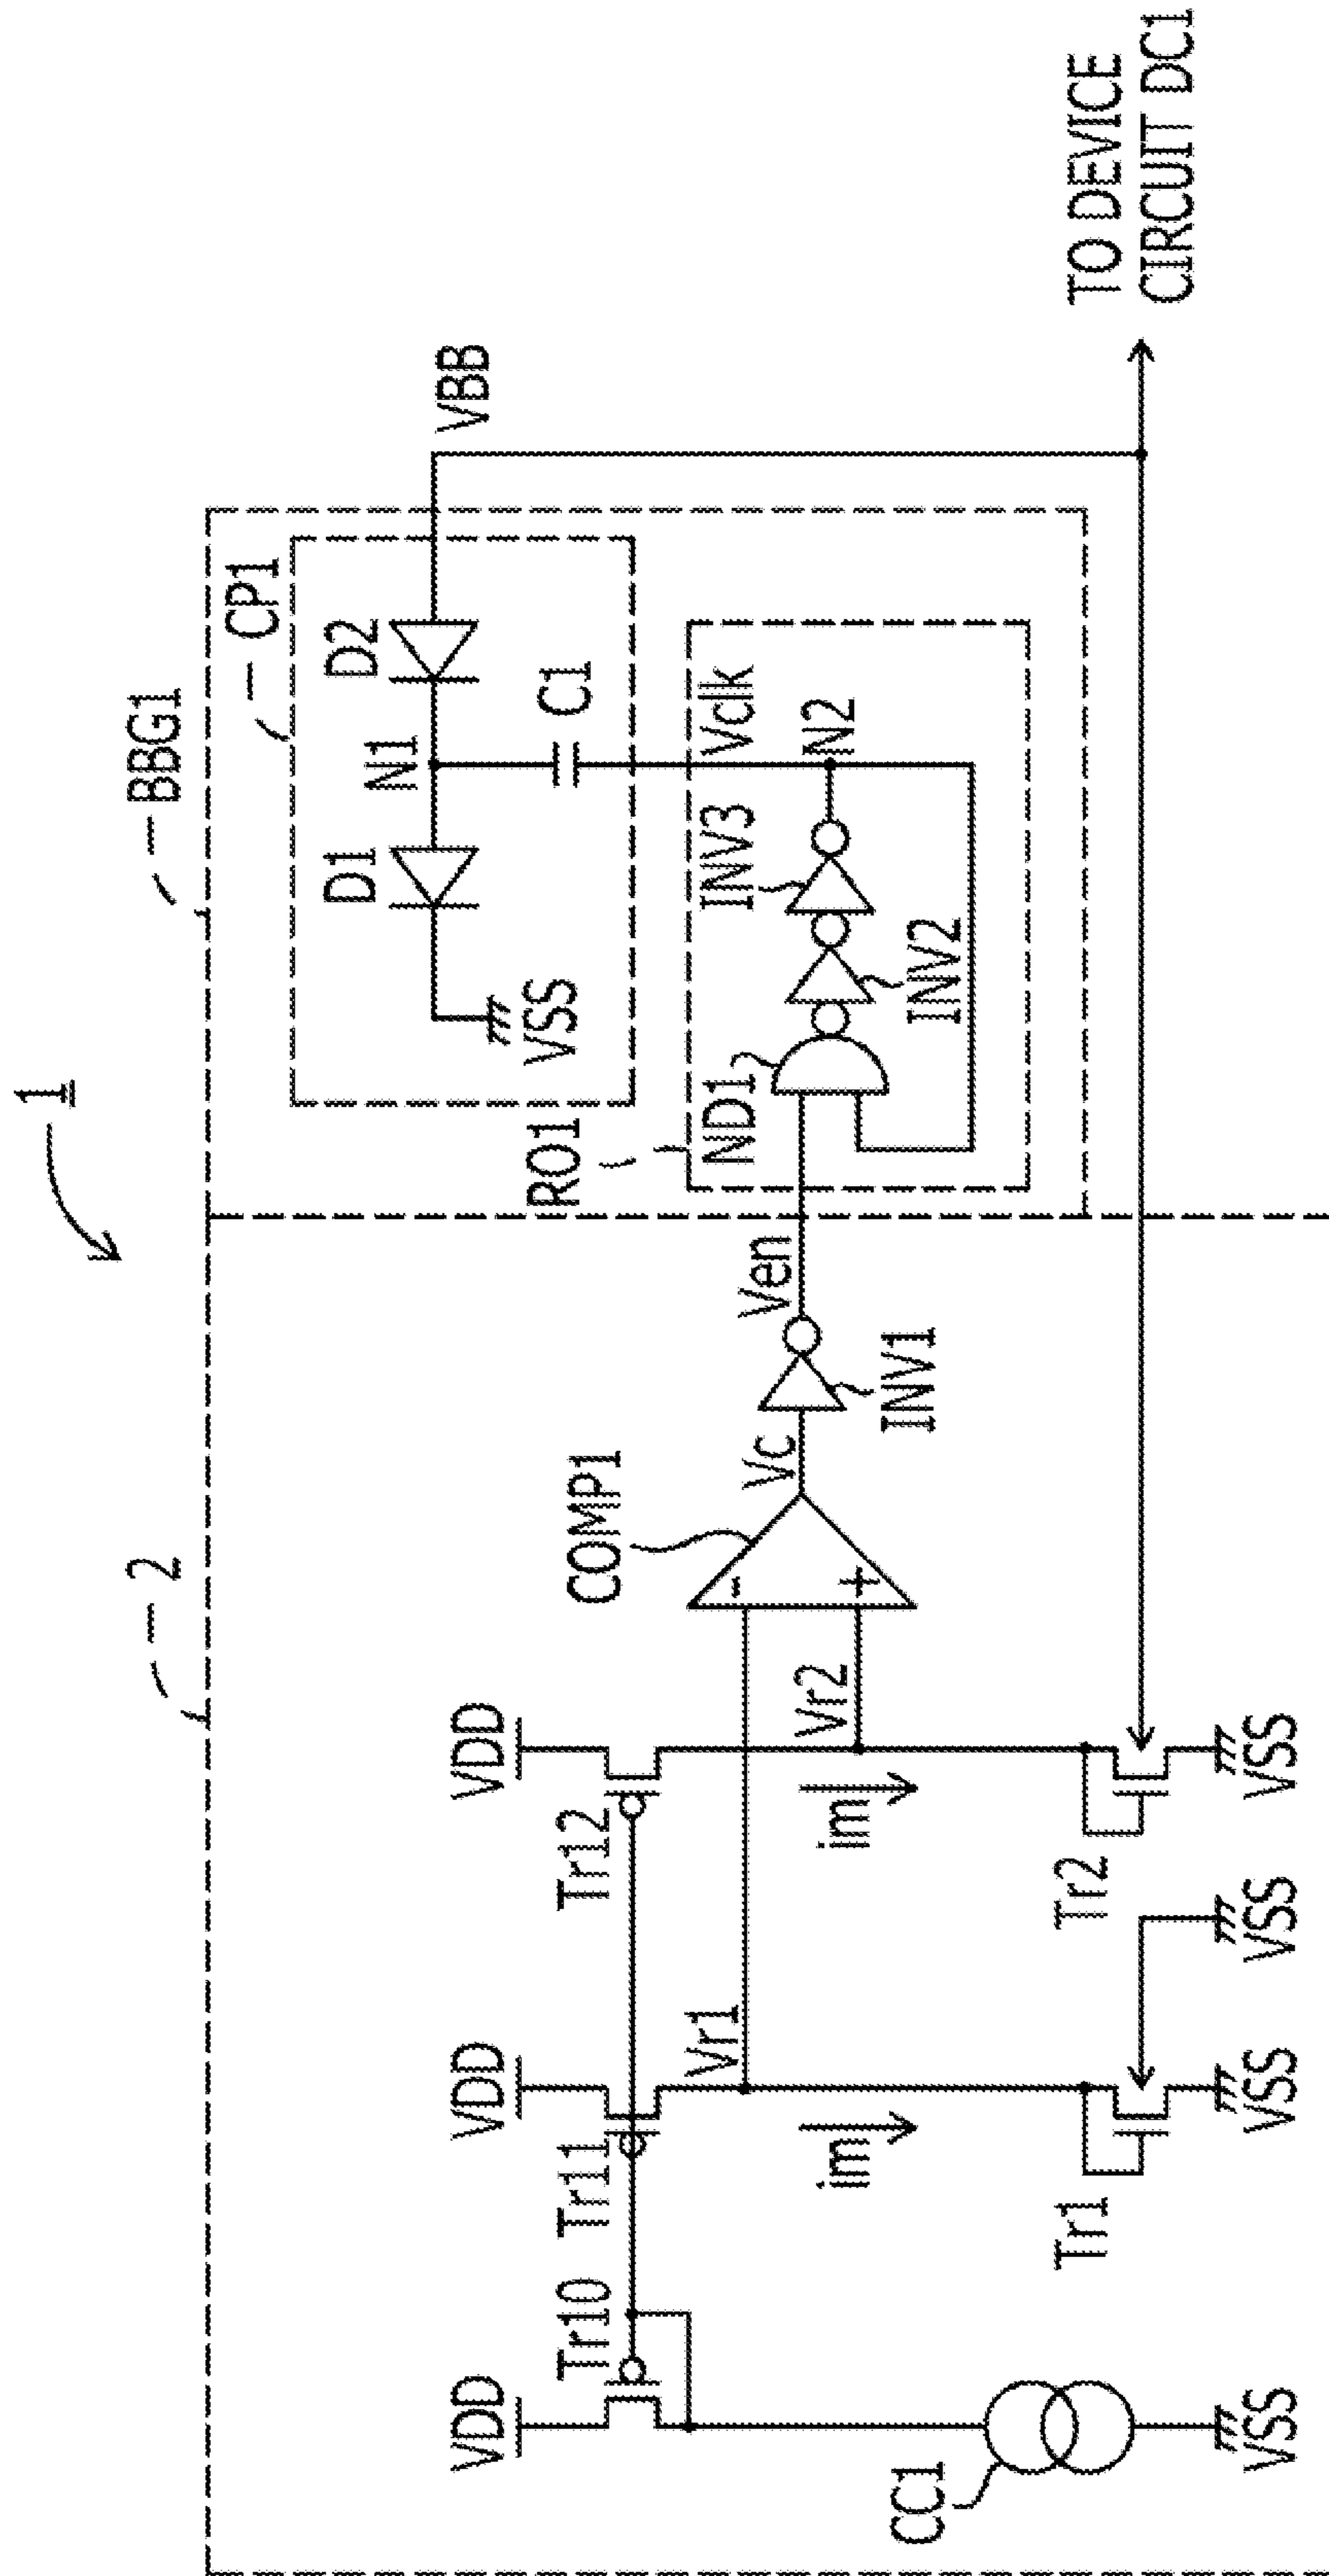 1
2
BBG1
CP1
D1
D2
N1
C1
VSS
VBB
RO1
ND1
INV2
INV3
Vclk
N2
VDD
VDD
VDD
Tr10
Tr11
Tr12
COMP1
-
+
Vc
INV1
Ven
Vr1
Vr2
im
im
CC1
Tr1
Tr2
VSS
VSS
VSS
VSS
TO DEVICE
CIRCUIT DC1